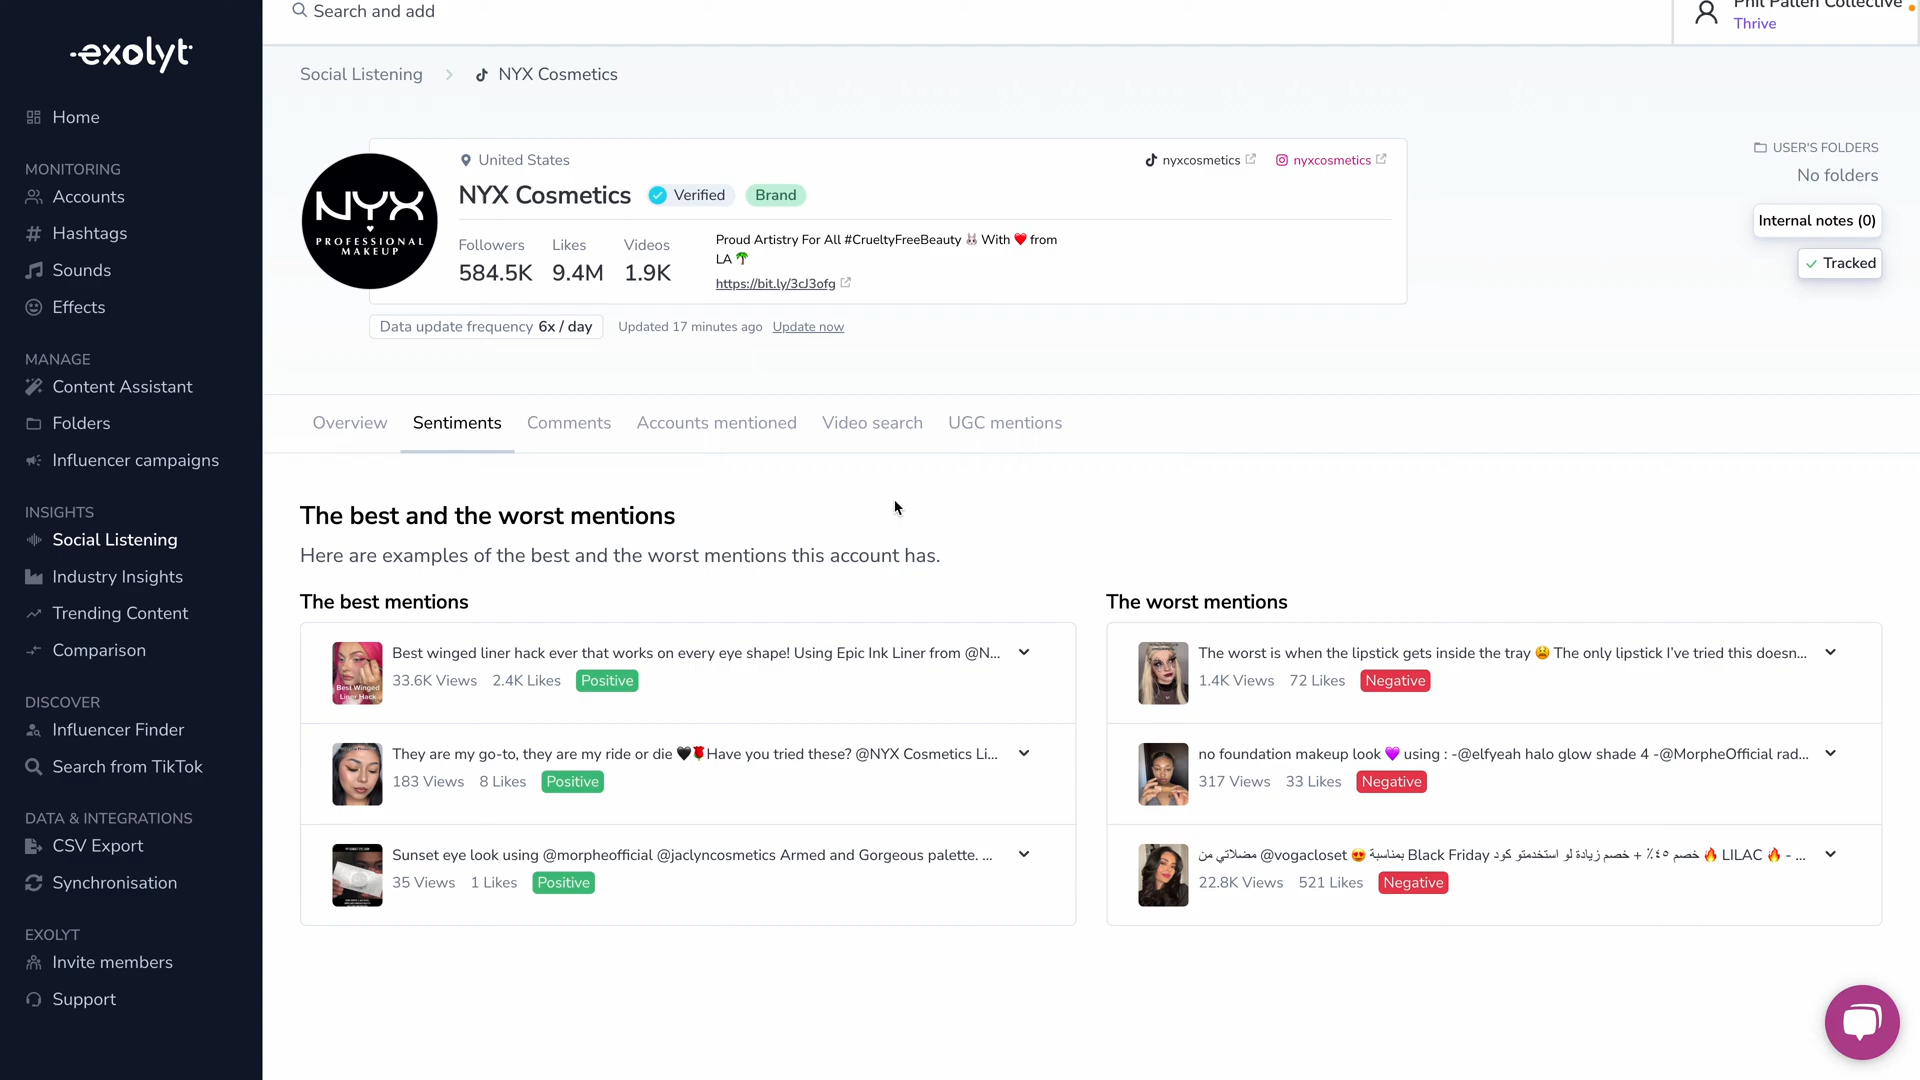 exolyt
Search and add
Phil Pallen Collective
Thrive
Home
MONITORING
Accounts
Hashtags
Sounds
Effects
MANAGE
Content Assistant
Folders
Influencer campaigns
INSIGHTS
Social Listening
Industry Insights
Trending Content
Comparison
DISCOVER
Influencer Finder
Search from TikTok
DATA & INTEGRATIONS
CSV Export
Synchronisation
EXOLYT
Invite members
Support
Social Listening > NYX Cosmetics
NYX
PROFESSIONAL
MAKEUP
United States
nyxcosmetics nyxcosmetics
NYX Cosmetics Verified Brand
Followers Likes Videos
584.5K 9.4M 1.9K
Proud Artistry For All #CrueltyFreeBeauty 🐰 With ❤️ from
LA 🌴
https://bit.ly/3cJ3ofg
Data update frequency 6x / day Updated 17 minutes ago Update now
USER'S FOLDERS
No folders
Internal notes (0)
Tracked
Overview Sentiments Comments Accounts mentioned Video search UGC mentions
The best and the worst mentions
Here are examples of the best and the worst mentions this account has.
The best mentions
Best Winged
Liner Hack
Best winged liner hack ever that works on every eye shape! Using Epic Ink Liner from @N...
33.6K Views 2.4K Likes Positive
They are my go-to, they are my ride or die 🖤🌹Have you tried these? @NYX Cosmetics Li...
183 Views 8 Likes Positive
Sunset eye look using @morpheofficial @jaclyncosmetics Armed and Gorgeous palette. ...
35 Views 1 Likes Positive
The worst mentions
The worst is when the lipstick gets inside the tray 😫 The only lipstick I've tried this doesn...
1.4K Views 72 Likes Negative
no foundation makeup look 💜 using : -@elfyeah halo glow shade 4 -@MorpheOfficial rad...
317 Views 33 Likes Negative
مضلاتي من @vogacloset 😍 بمناسبة Black Friday خصم ٤٥٪ + خصم زيادة لو استخدمتو كود 🔥 LILAC 🔥 - ...
22.8K Views 521 Likes Negative